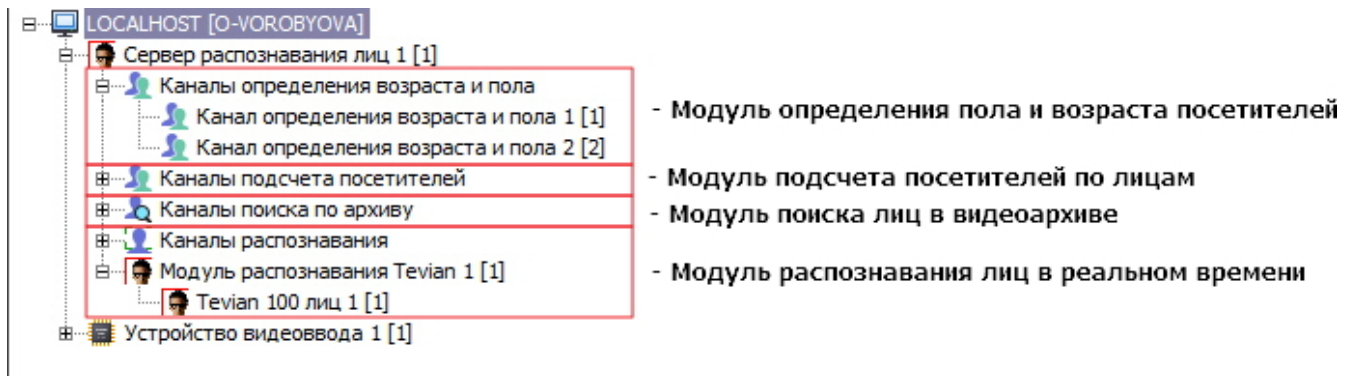 LOCALHOST [O-VOROBYOVA]
Сервер распознавания лиц 1 [1]
Каналы определения возраста и пола
Канал определения возраста и пола 1 [1] - Модуль определения пола и возраста посетителей
Канал определения возраста и пола 2 [2]
Каналы подсчета посетителей - Модуль подсчета посетителей по лицам
Каналы поиска по архиву - Модуль поиска лиц в видеоархиве
Каналы распознавания
Модуль распознавания Tevian 1 [1] - Модуль распознавания лиц в реальном времени
Tevian 100 лиц 1 [1]
Устройство видеоввода 1 [1]